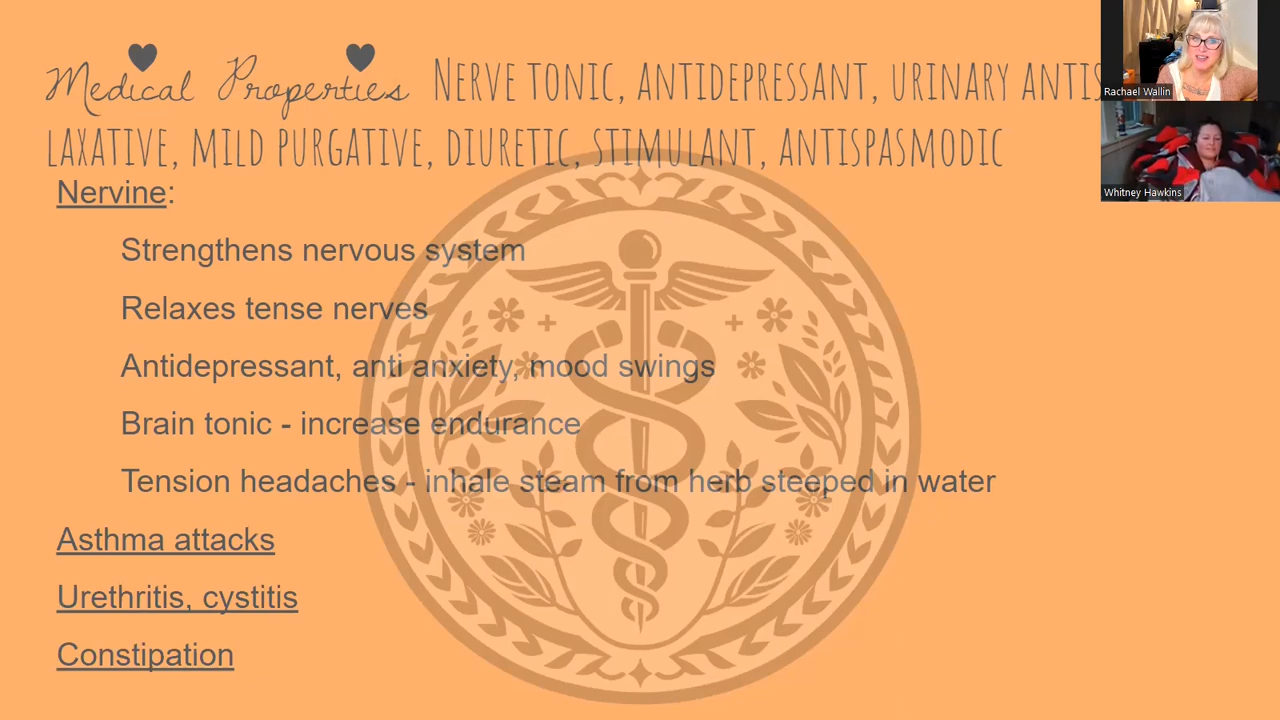 Medical Properties NERVE TONIC, ANTIDEPRESSANT, URINARY ANTIS
LAXATIVE, MILD PURGATIVE, DIURETIC, STIMULANT, ANTISPASMODIC
Nervine:
Strengthens nervous system
Relaxes tense nerves
Antidepressant, anti anxiety, mood swings
Brain tonic - increase endurance
Tension headaches - inhale steam from herb steeped in water
Asthma attacks
Urethritis, cystitis
Constipation
Rachael Wallin
Whitney Hawkins